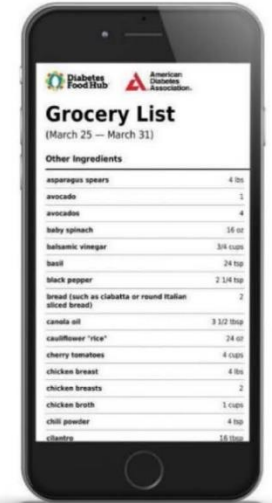 Diabetes Food Hub
American Diabetes Association.
Grocery List
(March 25 — March 31)
Other Ingredients
asparagus spears 4 lbs
avocado 1
avocados 4
baby spinach 16 oz
balsamic vinegar 3/4 cups
basil 24 tsp
black pepper 2 1/4 tsp
bread (such as ciabatta or round Italian 2
sliced bread)
canola oil 3 1/2 tbsp
cauliflower "rice" 24 oz
cherry tomatoes 4 cups
chicken breast 4 lbs
chicken breasts 2
chicken broth 1 cups
chili powder 4 tsp
cilantro 16 tbsp